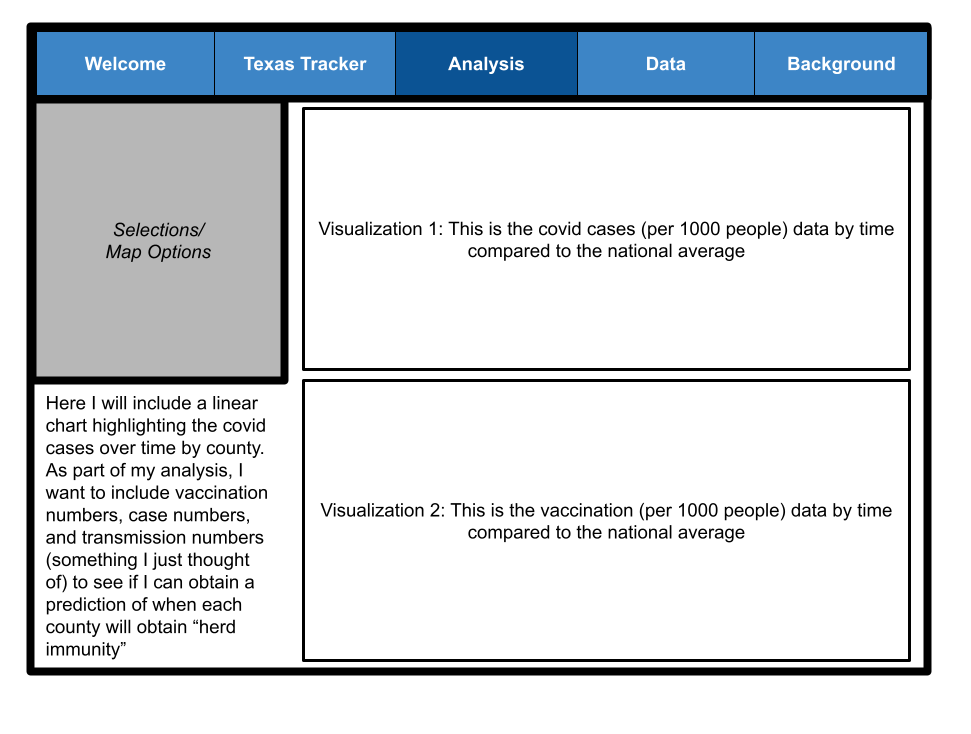 Welcome
Texas Tracker
Analysis
Data
Background
Selections/
Map Options
Visualization 1: This is the covid cases (per 1000 people) data by time
compared to the national average
Here I will include a linear
chart highlighting the covid
cases over time by county.
As part of my analysis, I
want to include vaccination
numbers, case numbers,
and transmission numbers
(something I just thought
of) to see if I can obtain a
prediction of when each
county will obtain “herd
immunity”
Visualization 2: This is the vaccination (per 1000 people) data by time
compared to the national average